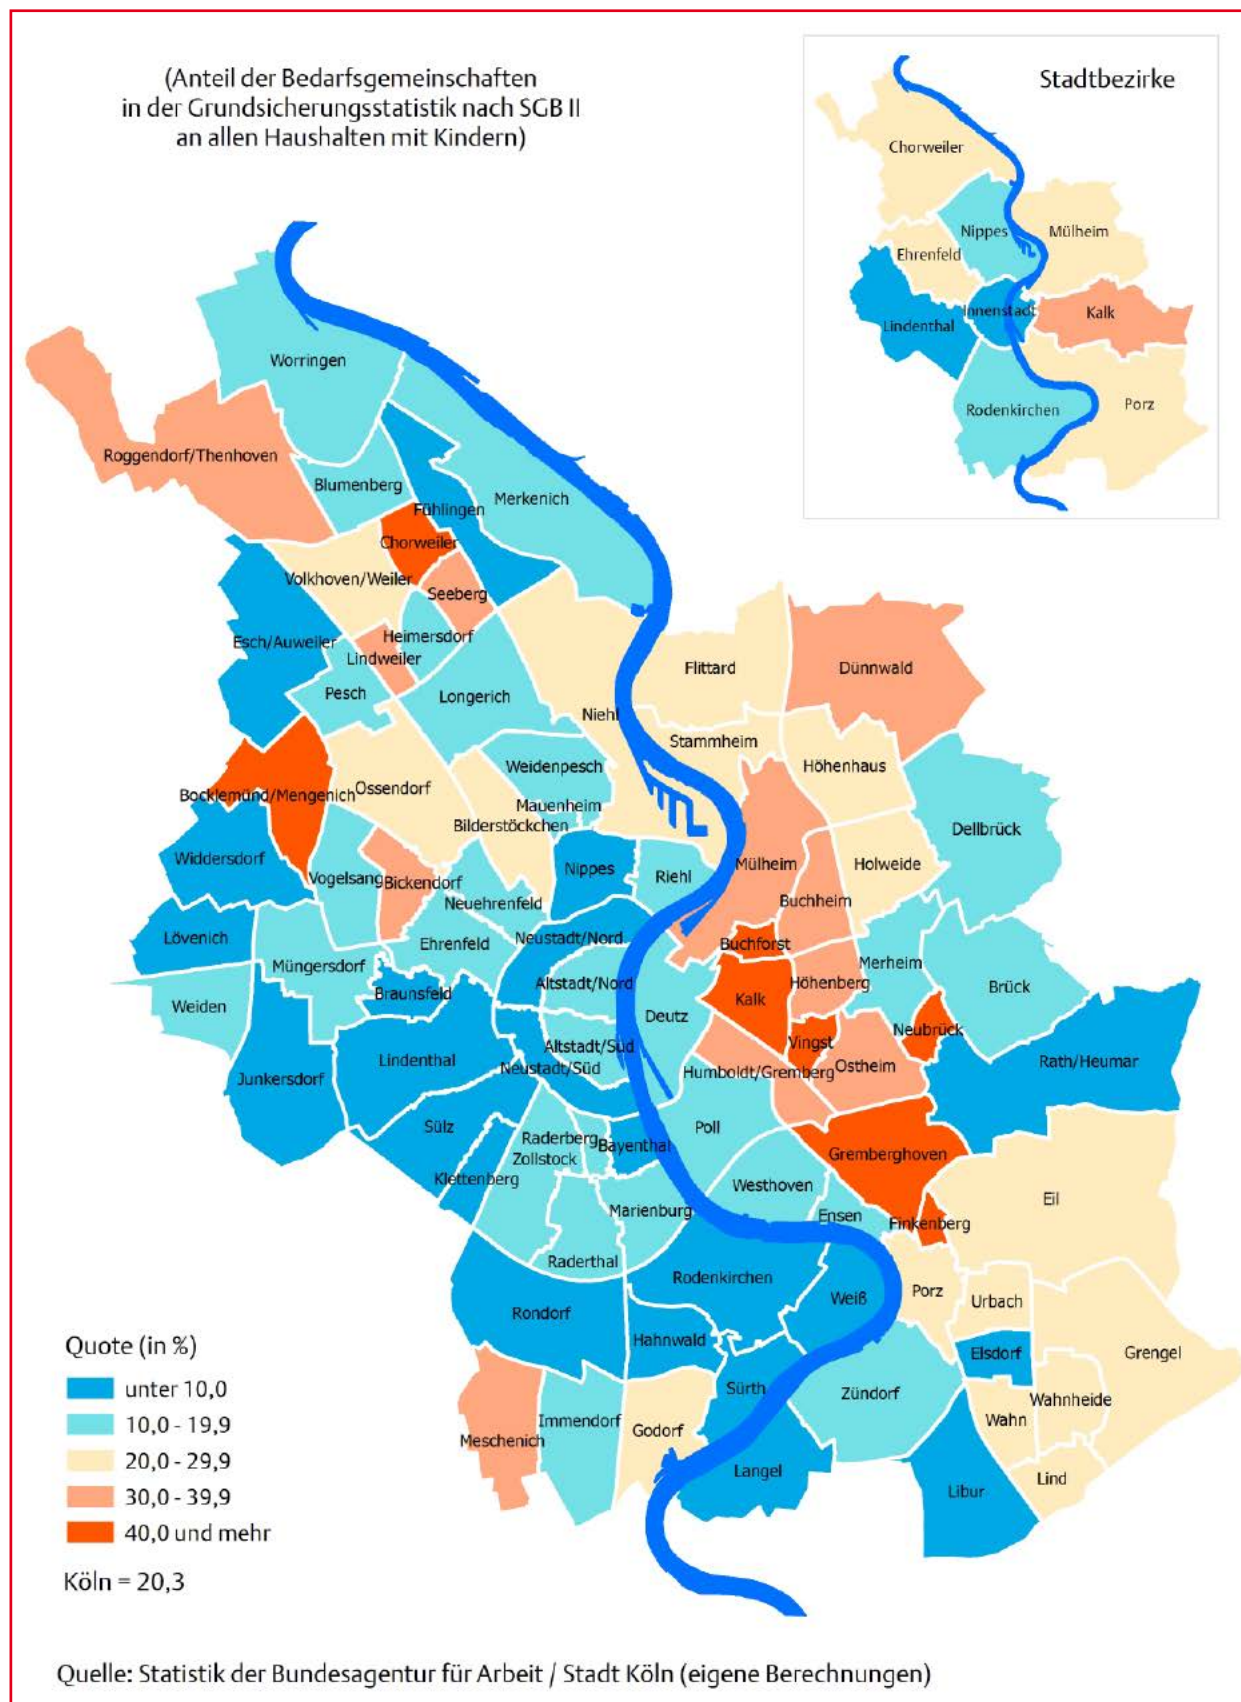 (Anteil der Bedarfsgemeinschaften
in der Grundsicherungsstatistik nach SGB II
an allen Haushalten mit Kindern)
Stadtbezirke
Chorweiler
Nippes
Mülheim
Ehrenfeld
Innenstadt
Kalk
Lindenthal
Rodenkirchen
Porz
Worringen
Roggendorf/Thenhoven
Blumenberg
Merkenich
Fühlingen
Chorweiler
Volkhoven/Weiler
Seeberg
Esch/Auweiler
Heimersdorf
Lindweiler
Pesch
Longerich
Flittard
Dünnwald
Niehl
Stammheim
Höhenhaus
Weidenpesch
Bocklemünd/Mengenich
Ossendorf
Mauenheim
Bilderstöckchen
Dellbrück
Widdersdorf
Vogelsang
Bickendorf
Nippes
Riehl
Mülheim
Holweide
Neuehrenfeld
Buchheim
Lövenich
Ehrenfeld
Neustadt/Nord
Buchforst
Müngersdorf
Merheim
Weiden
Braunsfeld
Altstadt/Nord
Höhenberg
Brück
Kalk
Deutz
Neubrück
Lindenthal
Altstadt/Süd
Vingst
Neustadt/Süd
Ostheim
Rath/Heumar
Junkersdorf
Humboldt/Gremberg
Sülz
Raderberg
Zollstock
Bayenthal
Poll
Klettenberg
Gremberghoven
Westhoven
Marienburg
Ensen
Finkenberg
Eil
Raderthal
Rodenkirchen
Weiß
Porz
Urbach
Rondorf
Hahnwald
Elsdorf
Grengel
Sürth
Zündorf
Wahnheide
Immendorf
Wahn
Meschenich
Godorf
Langel
Libur
Lind
Quote (in %)
unter 10,0
10,0 - 19,9
20,0 - 29,9
30,0 - 39,9
40,0 und mehr
Köln = 20,3
Quelle: Statistik der Bundesagentur für Arbeit / Stadt Köln (eigene Berechnungen)